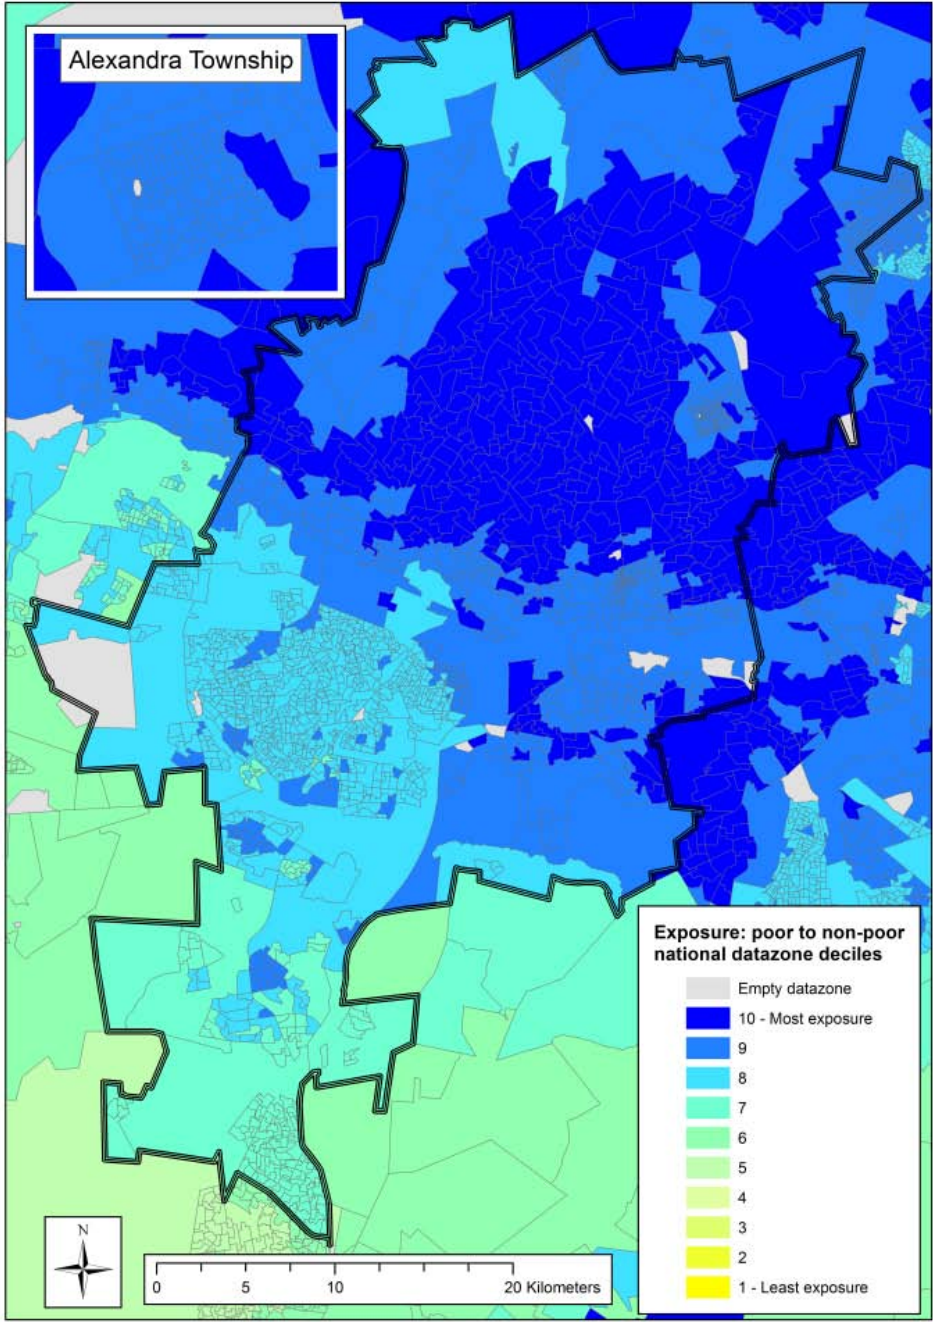 Alexandra Township
Exposure: poor to non-poor
national datazone deciles
Empty datazone
10 - Most exposure
9
8
7
6
5
4
3
2
1 - Least exposure
N
0 5 10 20 Kilometers